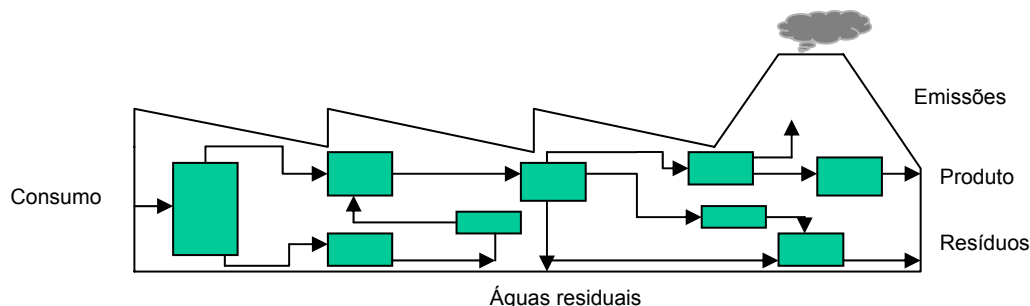 Emissões
Consumo
Produto
Resíduos
Águas residuais